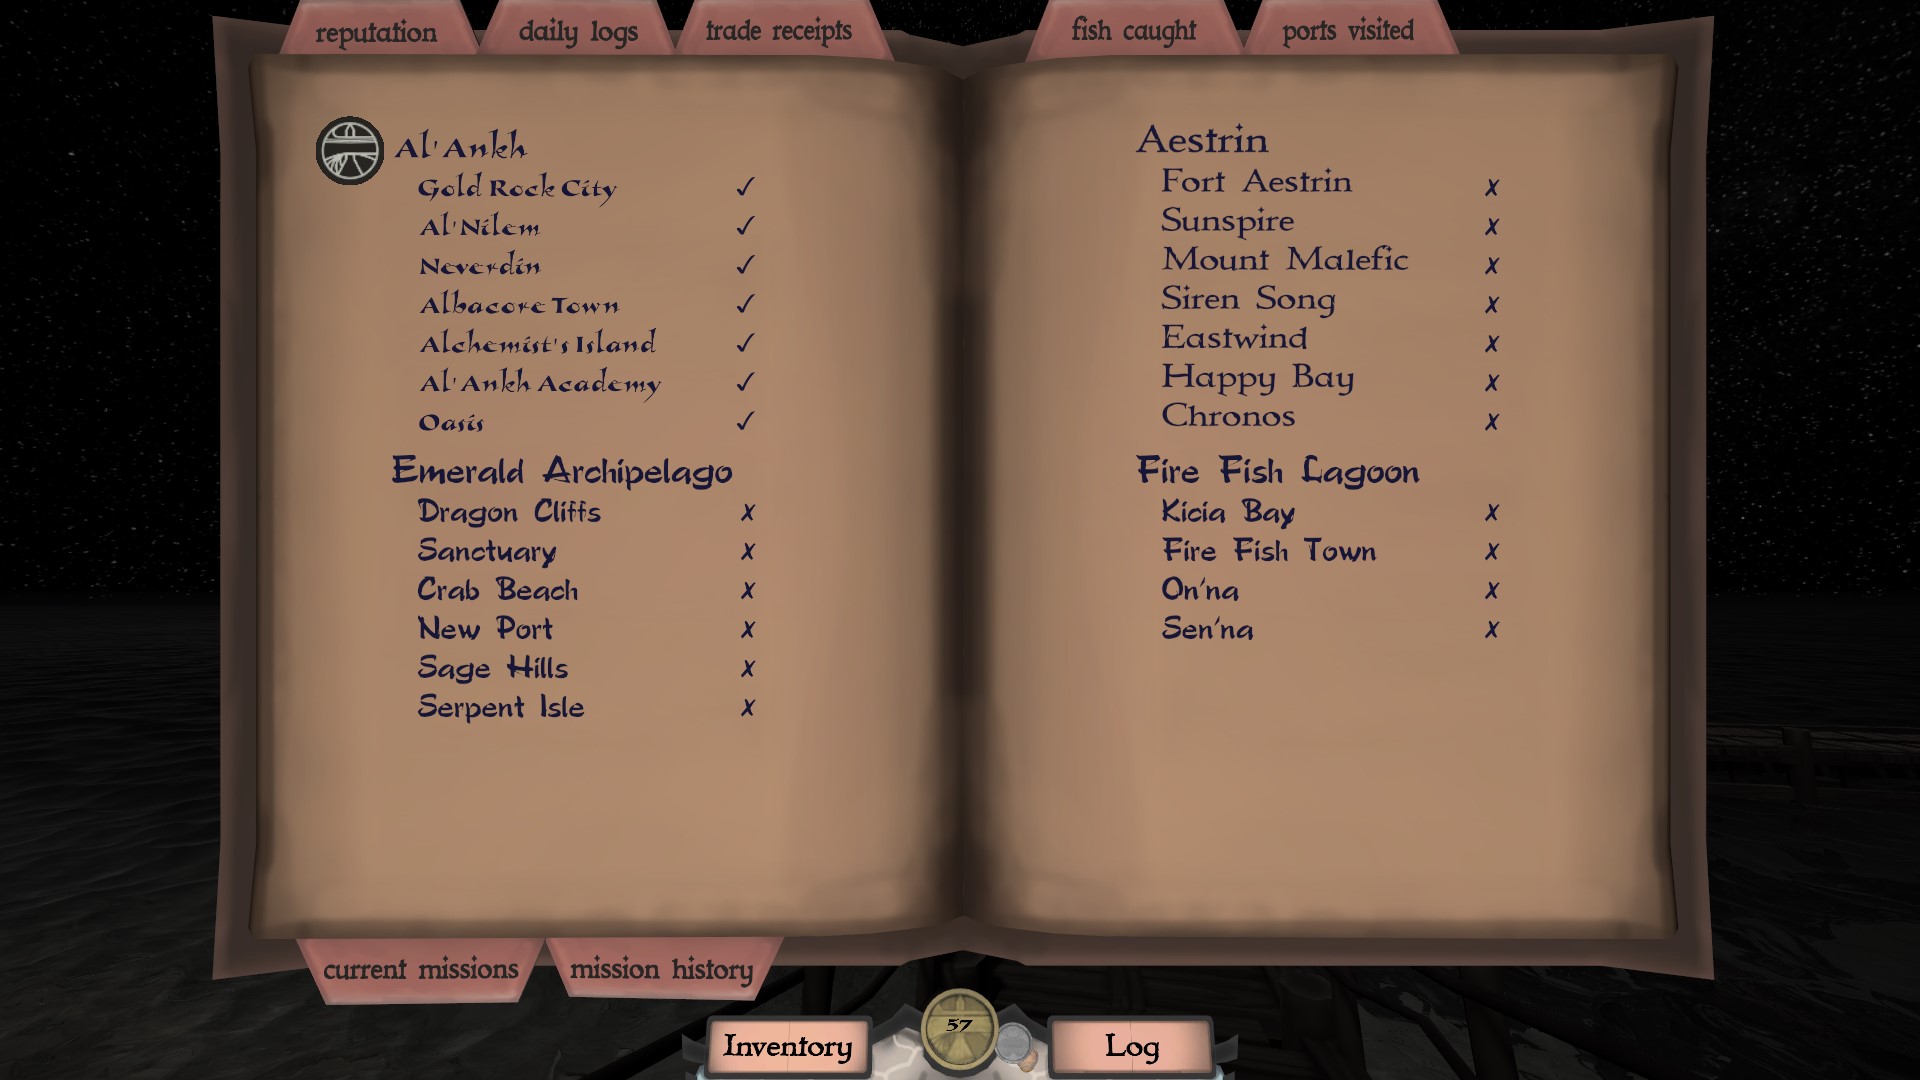 reputation
daily logs
trade receipts
fish caught
ports visited
Al'Ankh
Gold Rock City ✓
Al'Nilem ✓
Neverdin ✓
Albacore Town ✓
Alchemist's Island ✓
Al'Ankh Academy ✓
Oasis ✓
Emerald Archipelago
Dragon Cliffs ✗
Sanctuary ✗
Crab Beach ✗
New Port ✗
Sage Hills ✗
Serpent Isle ✗
Aestrin
Fort Aestrin ✗
Sunspire ✗
Mount Malefic ✗
Siren Song ✗
Eastwind ✗
Happy Bay ✗
Chronos ✗
Fire Fish Lagoon
Kicia Bay ✗
Fire Fish Town ✗
On'na ✗
Sen'na ✗
current missions
mission history
Inventory
57
Log